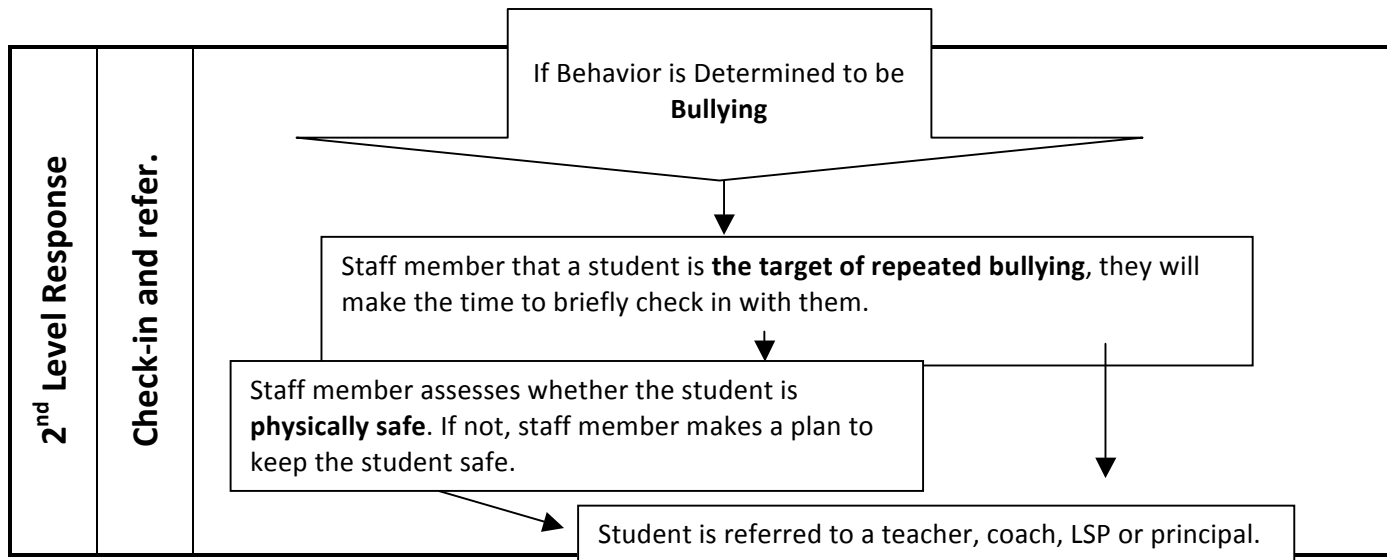 If Behavior is Determined to be
Bullying
2nd Level Response
Check-in and refer.
Staff member that a student is the target of repeated bullying, they will
make the time to briefly check in with them.
Staff member assesses whether the student is
physically safe. If not, staff member makes a plan to
keep the student safe.
Student is referred to a teacher, coach, LSP or principal.